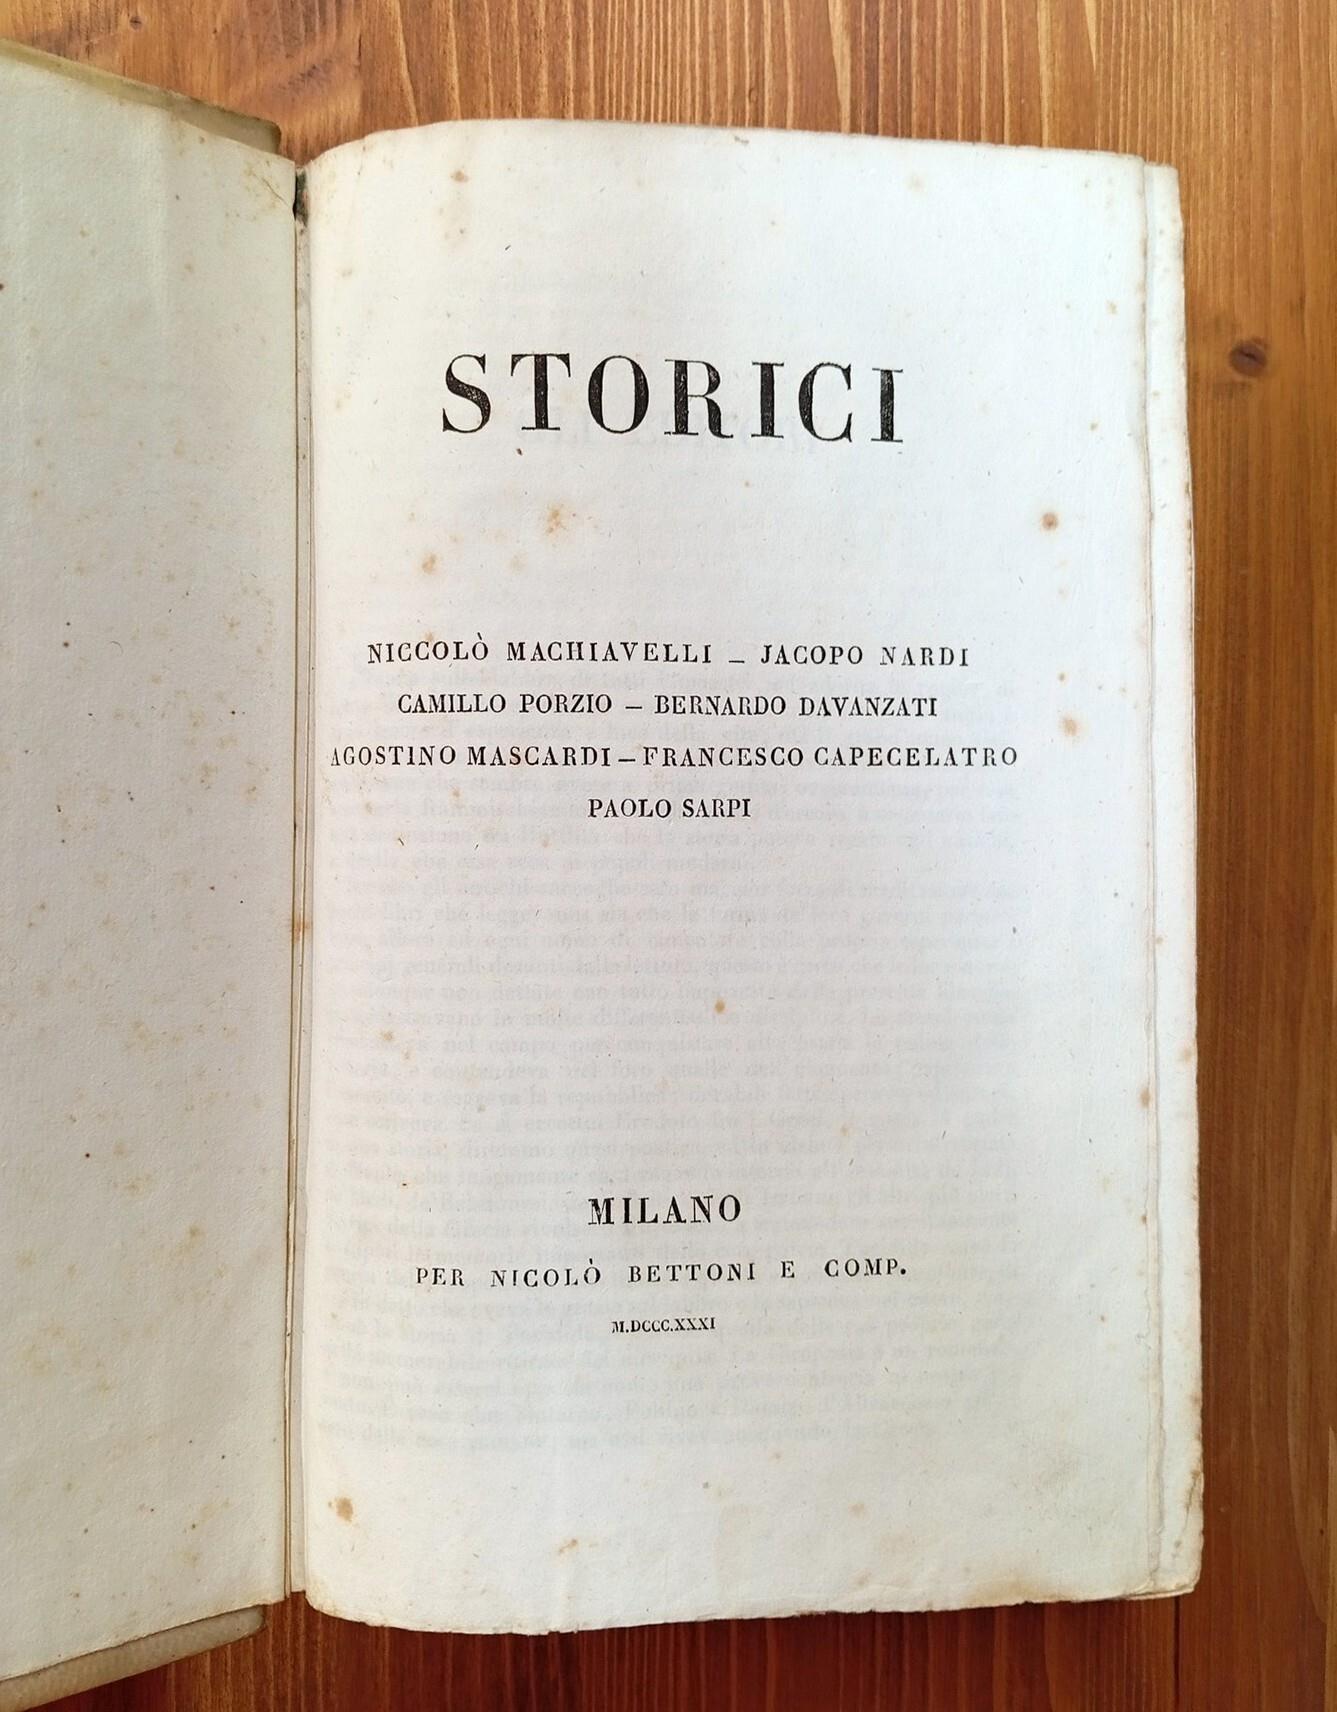 STORICI
NICCOLÒ MACHIAVELLI – JACOPO NARDI
CAMILLO PORZIO – BERNARDO DAVANZATI
AGOSTINO MASCARDI – FRANCESCO CAPECELATRO
PAOLO SARPI
MILANO
PER NICOLÒ BETTONI E COMP.
M.DCCC.XXXI